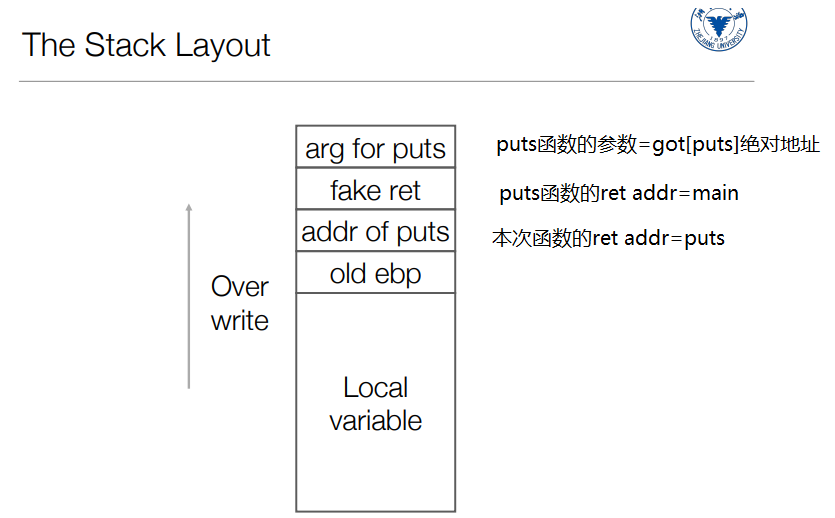 The Stack Layout
ZHEJIANG UNIVERSITY
1897
arg for puts
puts函数的参数=got[puts]绝对地址
fake ret
puts函数的ret addr=main
addr of puts
本次函数的ret addr=puts
old ebp
Over
write
Local
variable